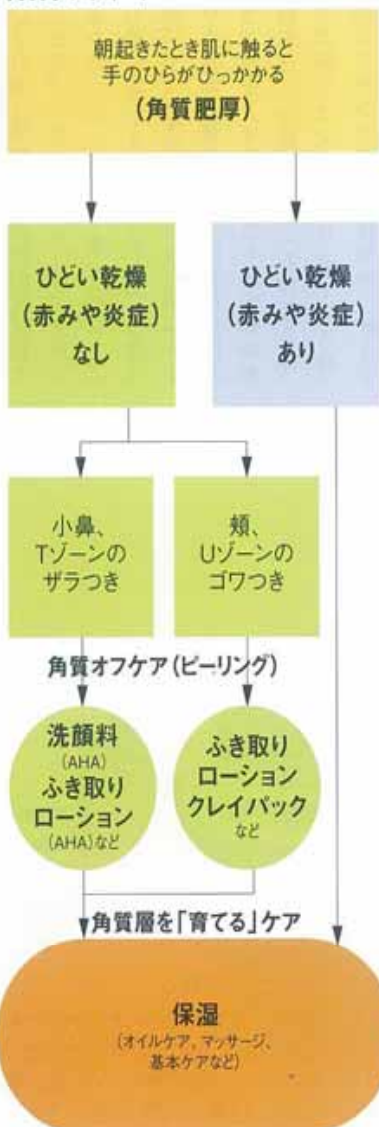 朝起きたとき肌に触ると
手のひらがひっかかる
(角質肥厚)
ひどい乾燥
(赤みや炎症)
なし
ひどい乾燥
(赤みや炎症)
あり
小鼻、
Tゾーンの
ザラつき
頬、
Uゾーンの
ゴワつき
角質オフケア(ピーリング)
洗顔料
(AHA)
ふき取り
ローション
(AHA)など
ふき取り
ローション
クレイパック
など
角質層を「育てる」ケア
保湿
(オイルケア、マッサージ、
基本ケアなど)